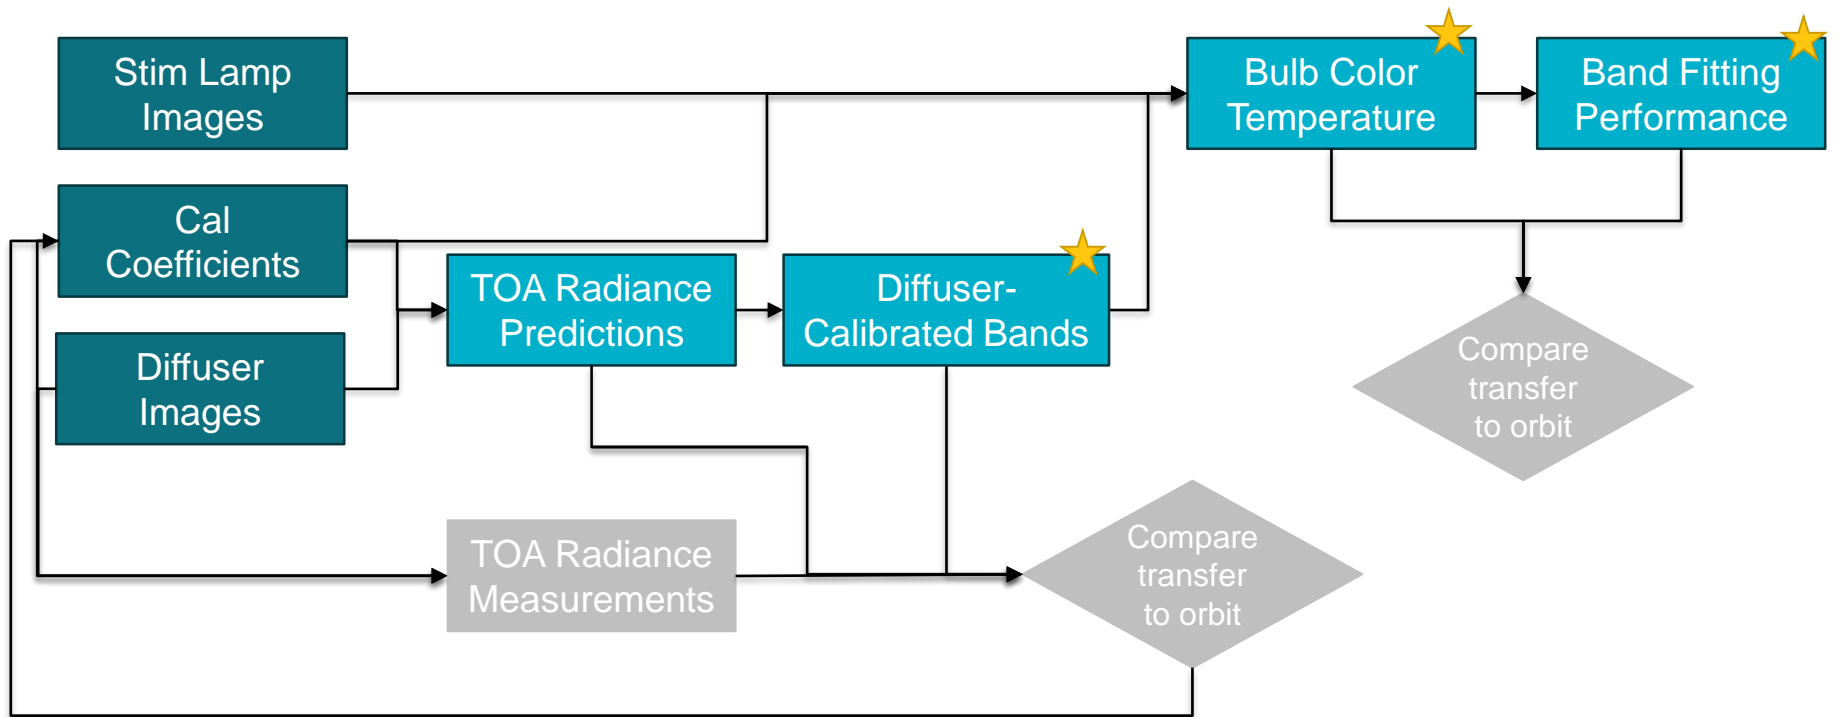 Stim Lamp
Images
Bulb Color
Temperature
Band Fitting
Performance
Cal
Coefficients
TOA Radiance
Predictions
Diffuser-
Calibrated Bands
Diffuser
Images
Compare
transfer
to orbit
TOA Radiance
Measurements
Compare
transfer
to orbit